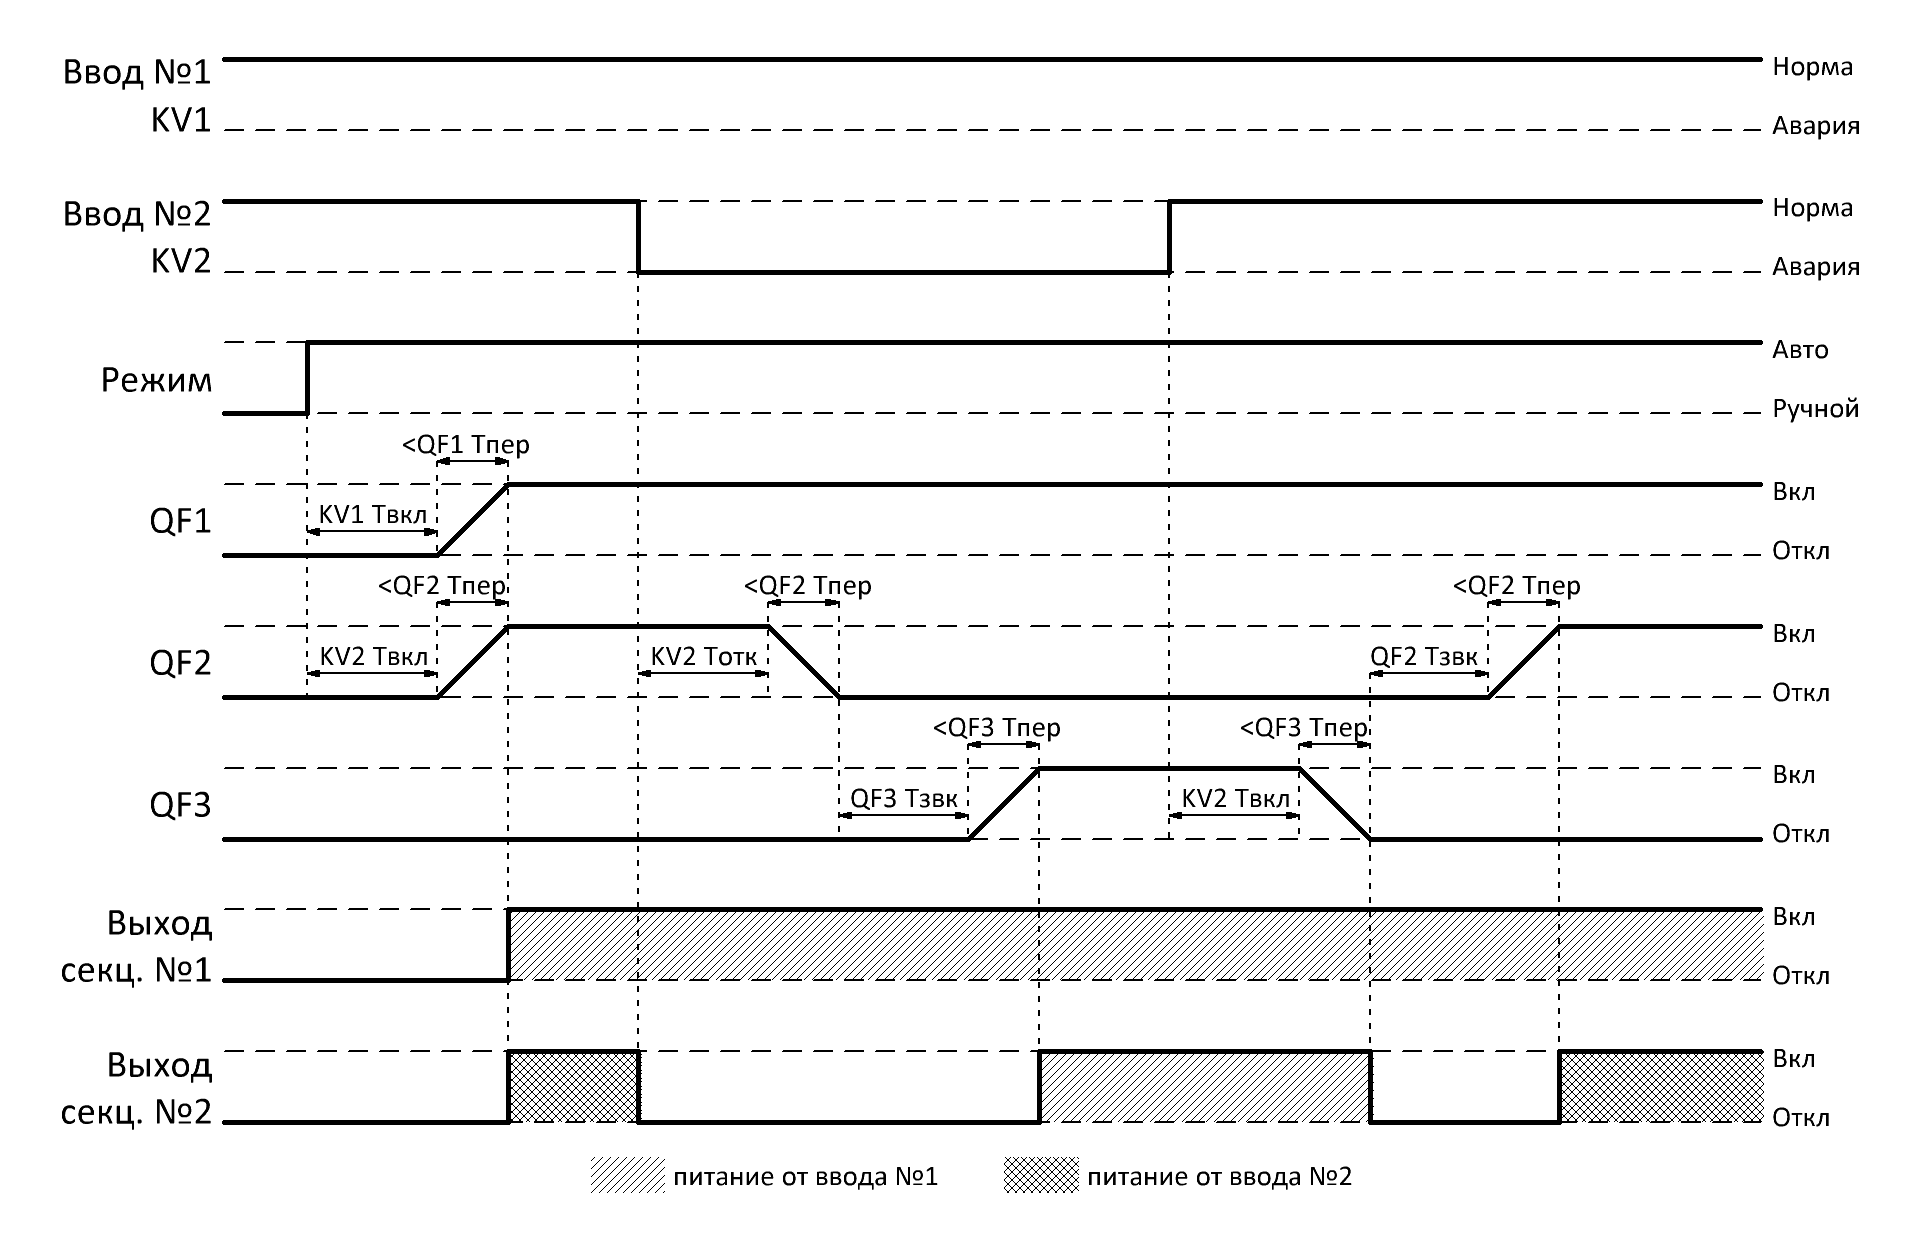 Ввод №1
KV1
Норма
Авария
Ввод №2
KV2
Норма
Авария
Режим
Авто
Ручной
<QF1 Тпер
KV1 Твкл
QF1
Вкл
Откл
<QF2 Тпер
<QF2 Тпер
<QF2 Тпер
KV2 Твкл
KV2 Тотк
QF2 Тзвк
QF2
Вкл
Откл
<QF3 Тпер
<QF3 Тпер
QF3 Тзвк
KV2 Твкл
QF3
Вкл
Откл
Выход
секц. №1
Вкл
Откл
Выход
секц. №2
Вкл
Откл
питание от ввода №1
питание от ввода №2